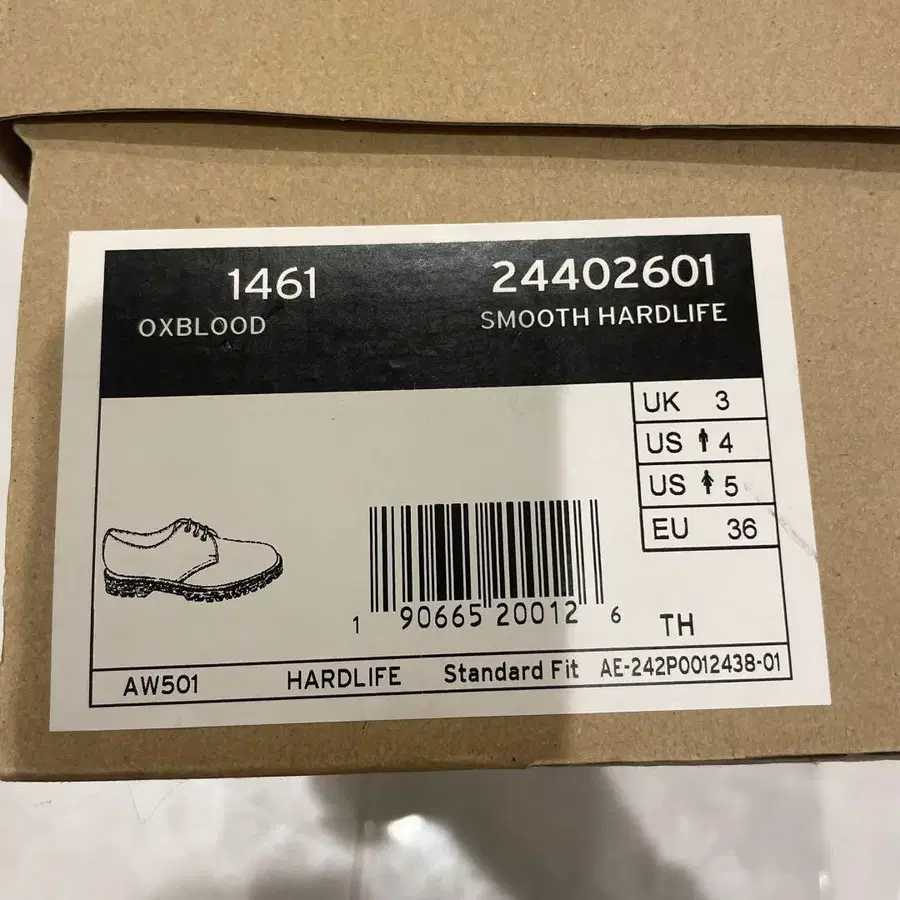 1461 24402601
OXBLOOD SMOOTH HARDLIFE
UK 3
US 4
US 5
EU 36
1 90665 20012 6 TH
AW501 HARDLIFE Standard Fit AE-242P0012438-01